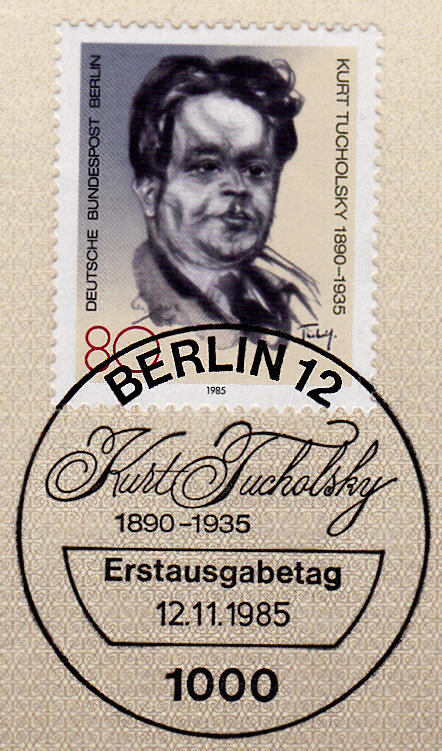 DEUTSCHE BUNDESPOST BERLIN
KURT TUCHOLSKY 1890–1935
80
1985
BERLIN 12
Kurt Tucholsky
1890–1935
Erstausgabetag
12.11.1985
1000